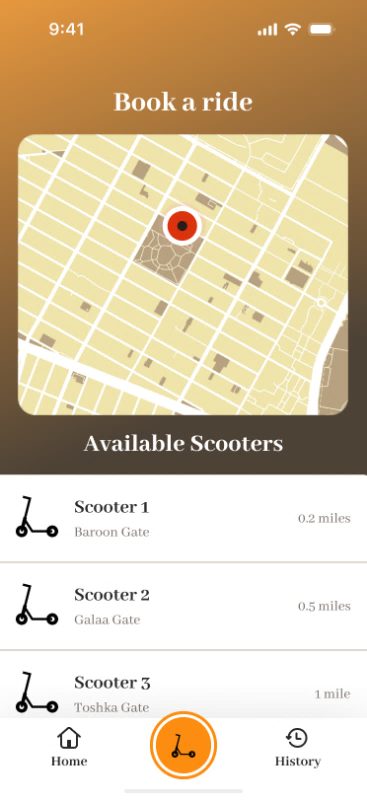 9:41
Book a ride
Available Scooters
Scooter 1
Baroon Gate
0.2 miles
Scooter 2
Galaa Gate
0.5 miles
Scooter 3
Toshka Gate
1 mile
Home
History